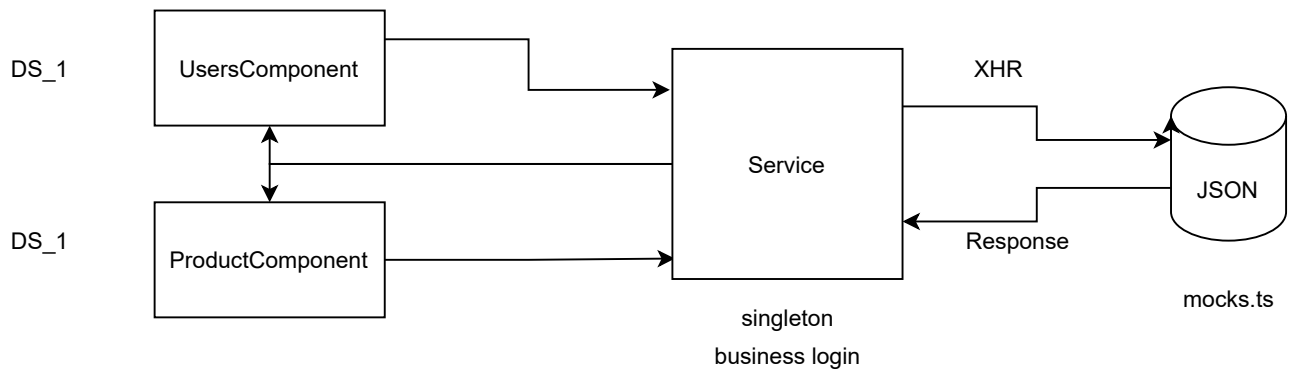 DS_1
UsersComponent
XHR
Service
JSON
DS_1
ProductComponent
Response
mocks.ts
singleton
business login